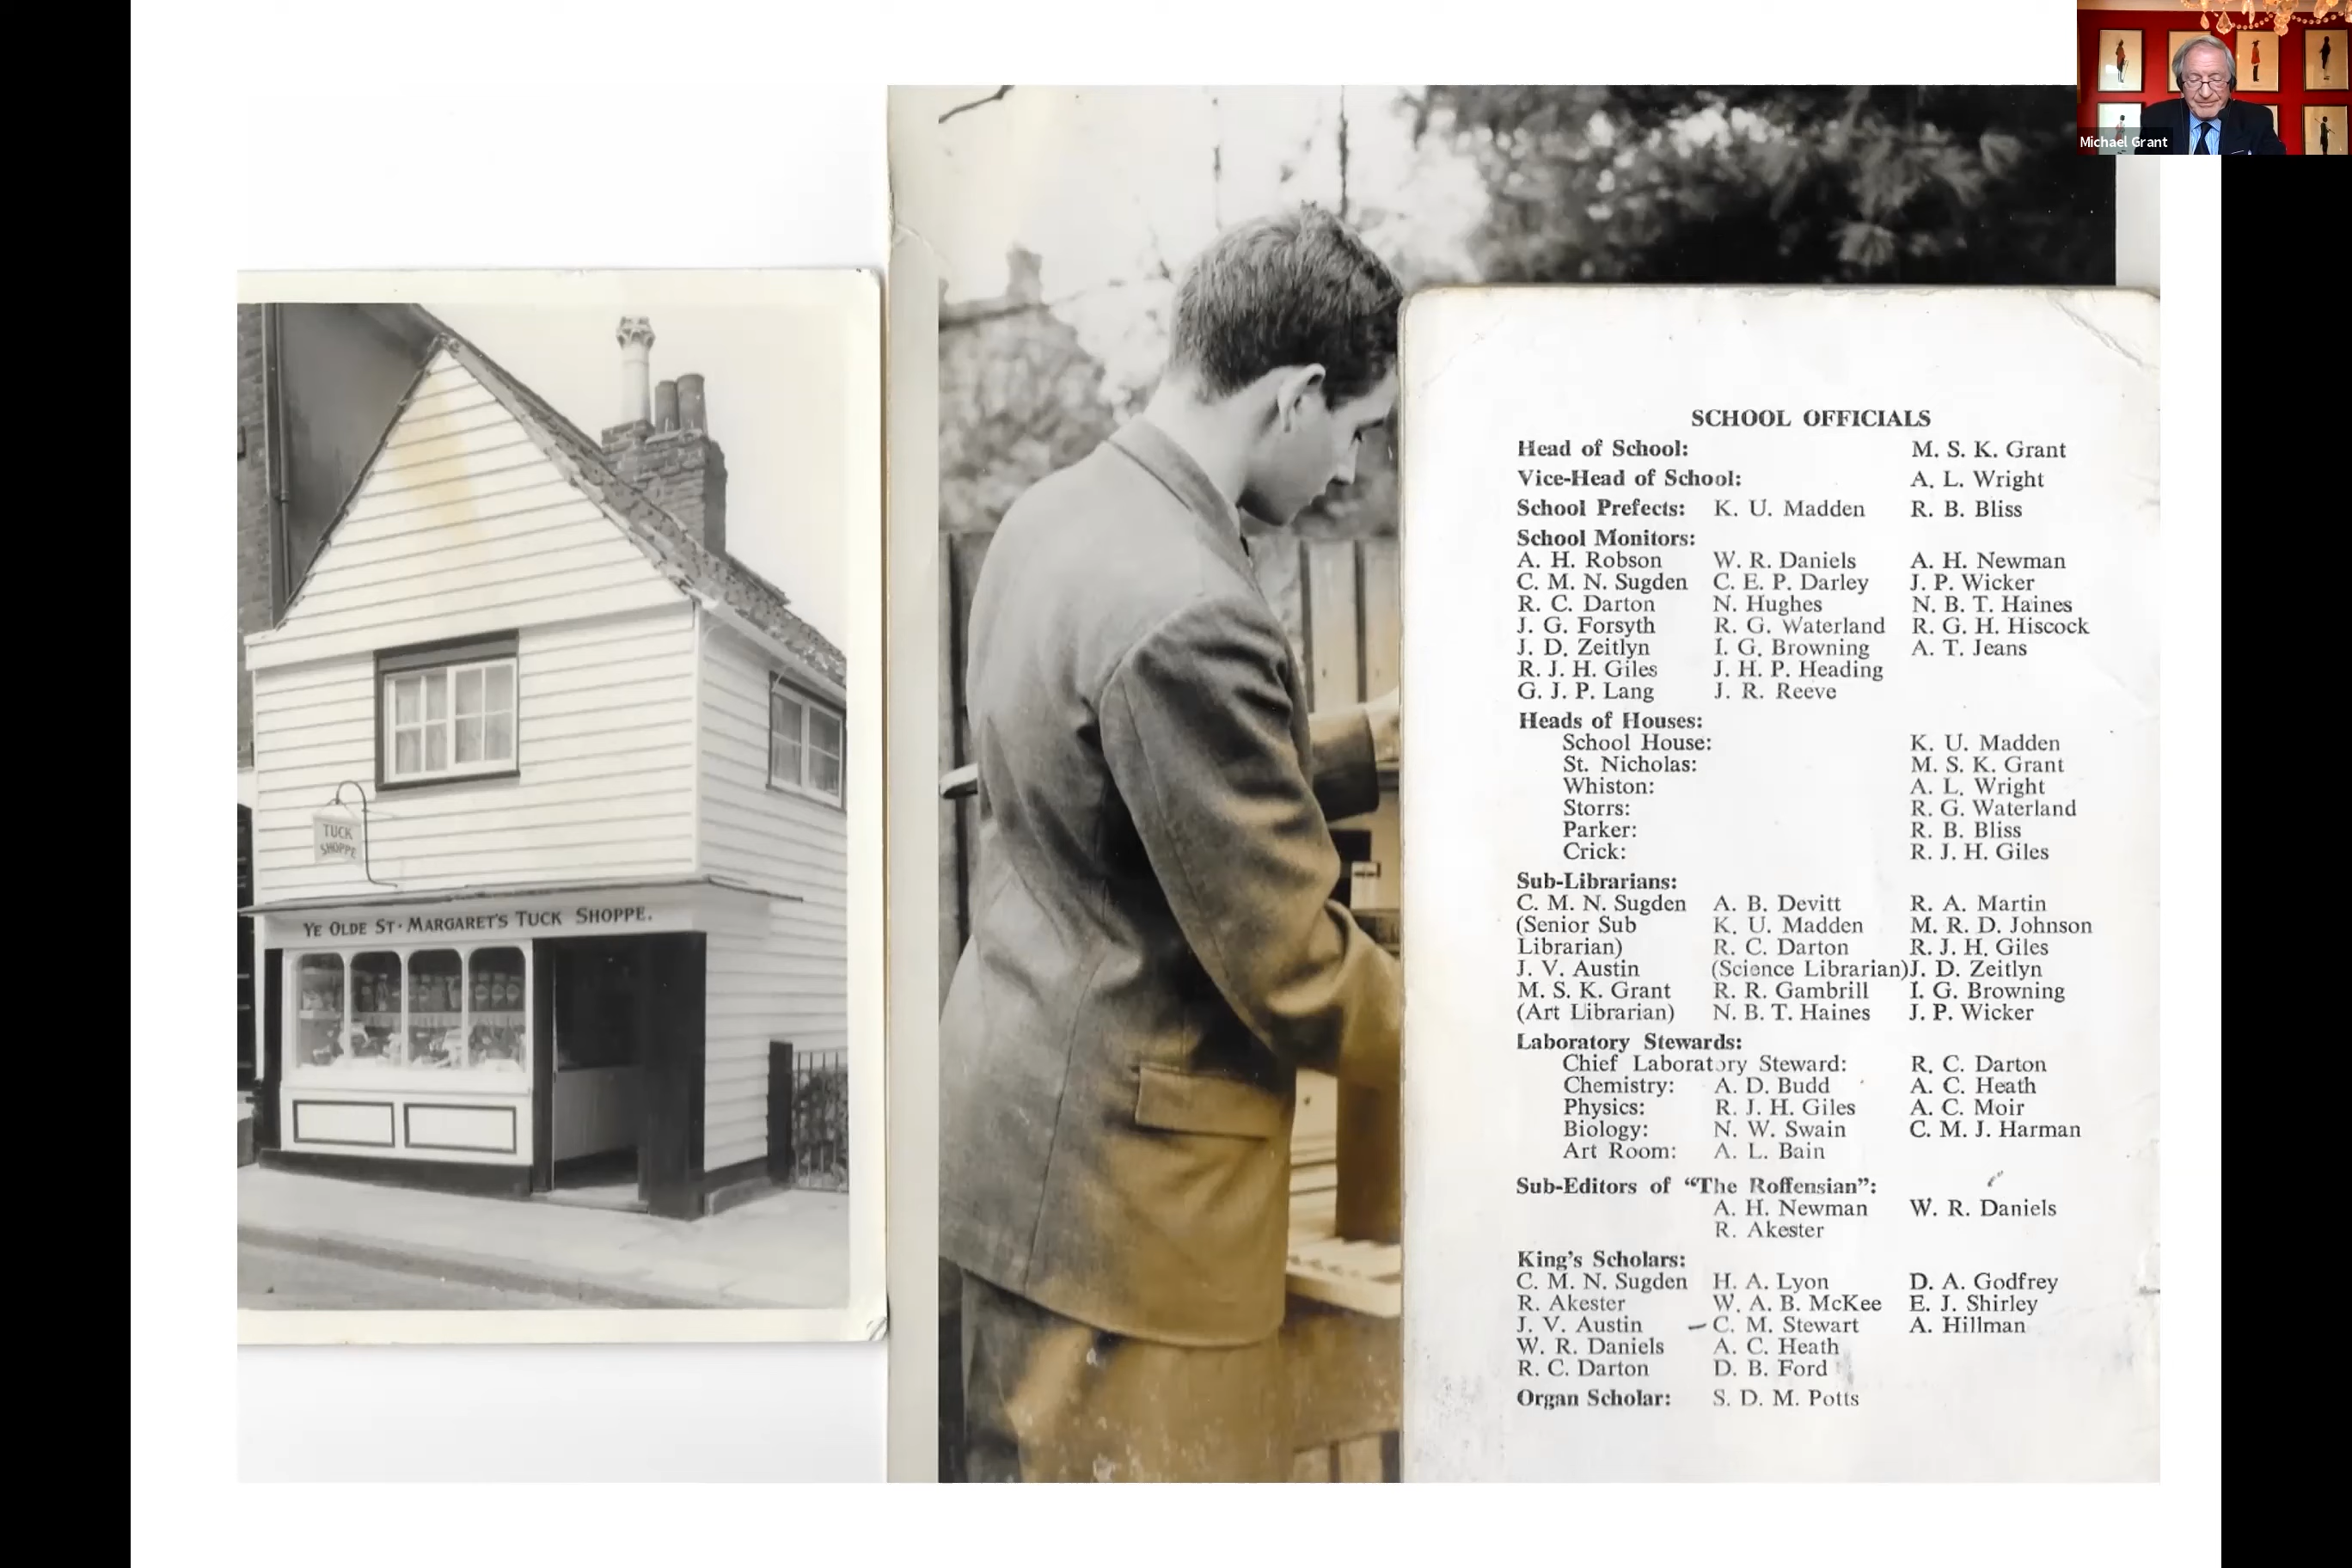 Michael Grant
TUCK
SHOPPE
YE OLDE ST. MARGARET'S TUCK SHOPPE.
SCHOOL OFFICIALS
Head of School: M. S. K. Grant
Vice-Head of School: A. L. Wright
School Prefects: K. U. Madden R. B. Bliss
School Monitors:
A. H. Robson W. R. Daniels A. H. Newman
C. M. N. Sugden C. E. P. Darley J. P. Wicker
R. C. Darton N. Hughes N. B. T. Haines
J. G. Forsyth R. G. Waterland R. G. H. Hiscock
J. D. Zeitlyn I. G. Browning A. T. Jeans
R. J. H. Giles J. H. P. Heading
G. J. P. Lang J. R. Reeve
Heads of Houses:
School House: K. U. Madden
St. Nicholas: M. S. K. Grant
Whiston: A. L. Wright
Storrs: R. G. Waterland
Parker: R. B. Bliss
Crick: R. J. H. Giles
Sub-Librarians:
C. M. N. Sugden A. B. Devitt R. A. Martin
(Senior Sub K. U. Madden M. R. D. Johnson
Librarian) R. C. Darton R. J. H. Giles
J. V. Austin (Science Librarian) J. D. Zeitlyn
M. S. K. Grant R. R. Gambrill I. G. Browning
(Art Librarian) N. B. T. Haines J. P. Wicker
Laboratory Stewards:
Chief Laboratory Steward: R. C. Darton
Chemistry: A. D. Budd A. C. Heath
Physics: R. J. H. Giles A. C. Moir
Biology: N. W. Swain C. M. J. Harman
Art Room: A. L. Bain
Sub-Editors of "The Roffensian":
A. H. Newman W. R. Daniels
R. Akester
King's Scholars:
C. M. N. Sugden H. A. Lyon D. A. Godfrey
R. Akester W. A. B. McKee E. J. Shirley
J. V. Austin C. M. Stewart A. Hillman
W. R. Daniels A. C. Heath
R. C. Darton D. B. Ford
Organ Scholar: S. D. M. Potts